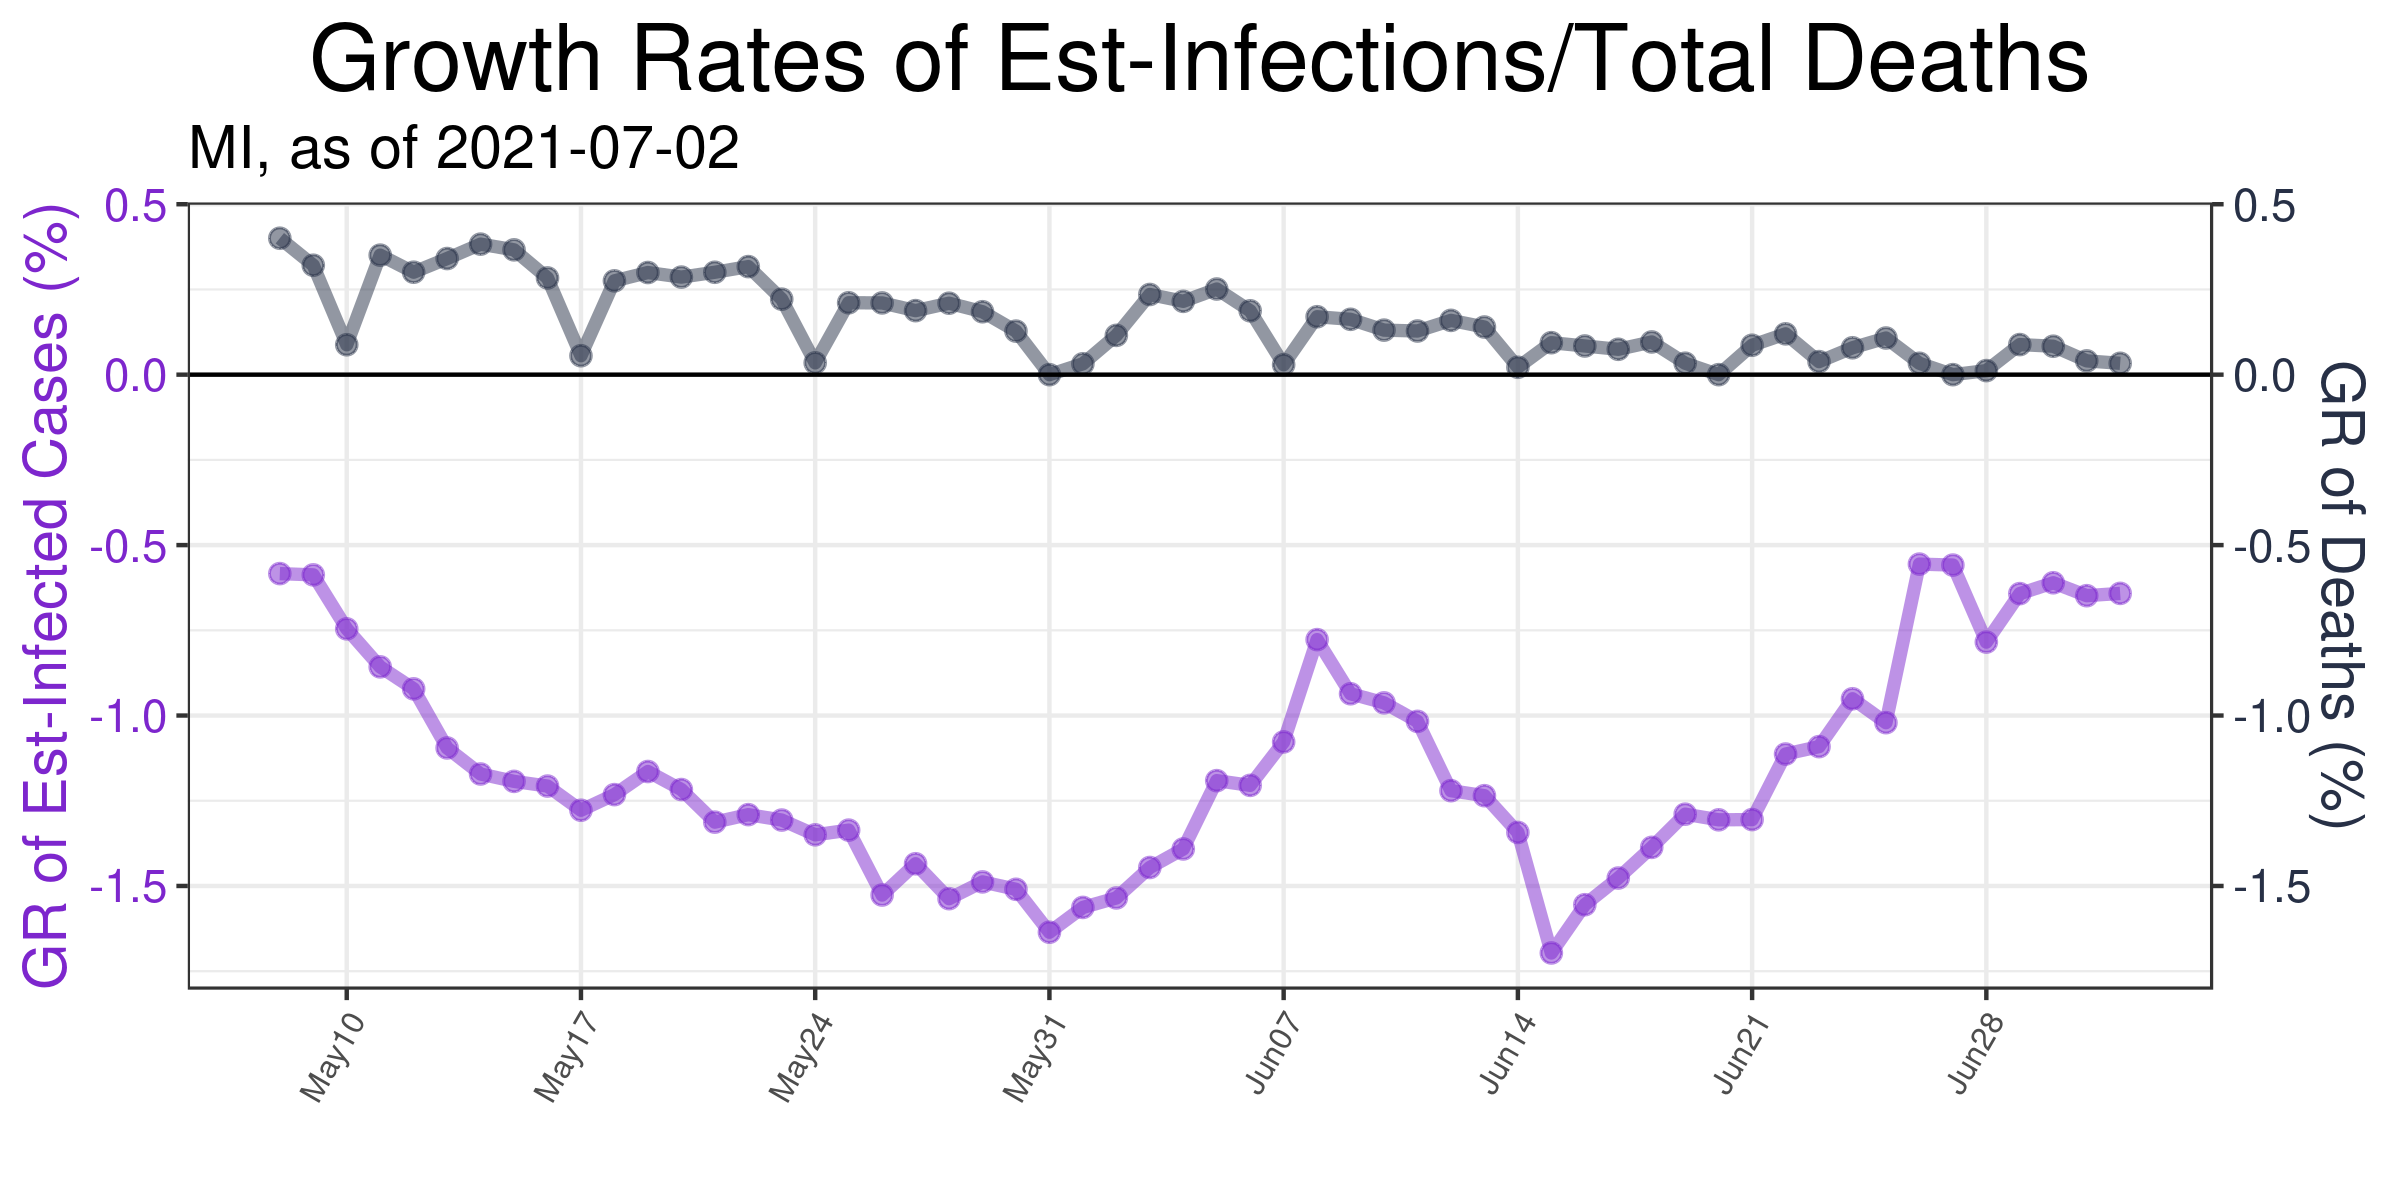 Growth Rates of Est-Infections/Total Deaths
MI, as of 2021-07-02
GR of Est-Infected Cases (%)
0.5
0.0
-0.5
-1.0
-1.5
0.5
0.0
-0.5
-1.0
-1.5
GR of Deaths (%)
May10
May17
May24
May31
Jun07
Jun14
Jun21
Jun28